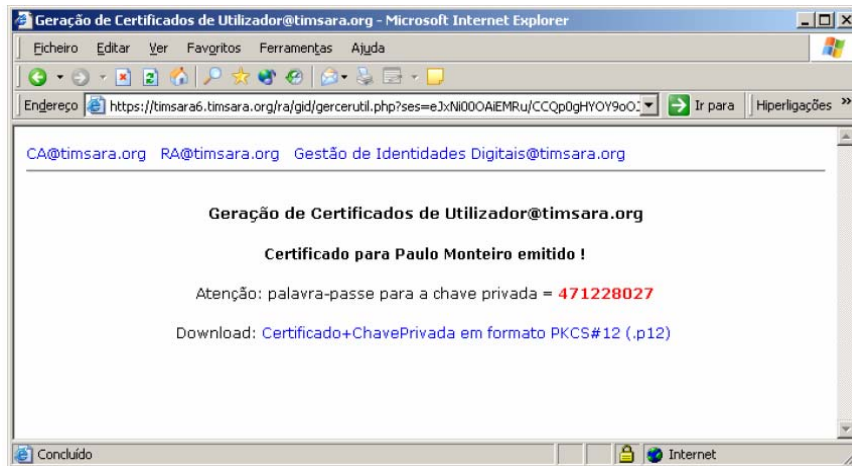 Geração de Certificados de Utilizador@timsara.org - Microsoft Internet Explorer
Ficheiro Editar Ver Favoritos Ferramentas Ajuda
Endereço https://timsara6.timsara.org/ra/gid/gercerutil.php?ses= Ir para Hiperligações »
CA@timsara.org RA@timsara.org Gestão de Identidades Digitais@timsara.org
Geração de Certificados de Utilizador@timsara.org
Certificado para Paulo Monteiro emitido !
Atenção: palavra-passe para a chave privada = 471228027
Download: Certificado+ChavePrivada em formato PKCS#12 (.p12)
Concluído Internet